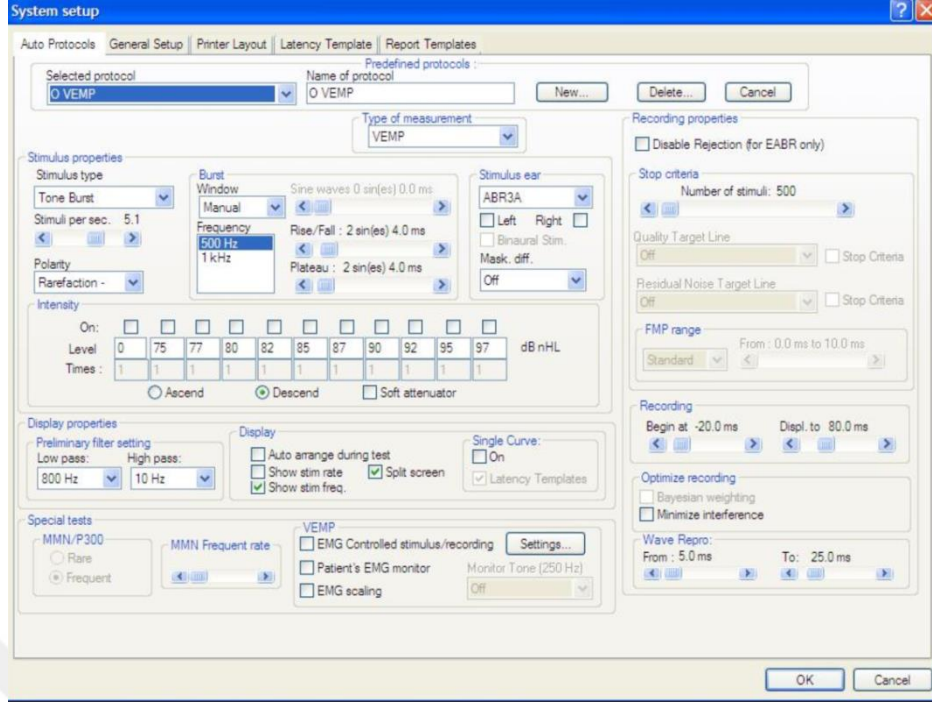 System setup
Auto Protocols General Setup Printer Layout Latency Template Report Templates
Predefined protocols :
Selected protocol Name of protocol
O VEMP O VEMP New... Delete... Cancel
Type of measurement
VEMP
Stimulus properties
Stimulus type
Tone Burst
Stimuli per sec. 5.1
Polarity
Rarefaction -
Burst
Window
Manual
Sine waves 0 sin(es) 0.0 ms
Frequency
500 Hz
1 kHz
Rise/Fall : 2 sin(es) 4.0 ms
Plateau : 2 sin(es) 4.0 ms
Stimulus ear
ABR3A
Left Right
Binaural Stim.
Mask. diff.
Off
Intensity
On:
Level 0 75 77 80 82 85 87 90 92 95 97 dB nHL
Times : 1 1 1 1 1 1 1 1 1 1 1
Ascend Descend Soft attenuator
Display properties
Preliminary filter setting
Low pass: High pass:
800 Hz 10 Hz
Display
Auto arrange during test
Show stim rate Split screen
Show stim freq.
Single Curve:
On
Latency Templates
Special tests
MMN/P300
Rare
Frequent
MMN Frequent rate
VEMP
EMG Controlled stimulus/recording Settings...
Patient's EMG monitor Monitor Tone (250 Hz)
EMG scaling Off
Recording properties
Disable Rejection (for EABR only)
Stop criteria
Number of stimuli: 500
Quality Target Line
Off Stop Criteria
Residual Noise Target Line
Off Stop Criteria
FMP range
From : 0.0 ms to 10.0 ms
Standard
Recording
Begin at -20.0 ms Displ. to 80.0 ms
Optimize recording
Bayesian weighting
Minimize interference
Wave Repro:
From : 5.0 ms To: 25.0 ms
OK Cancel